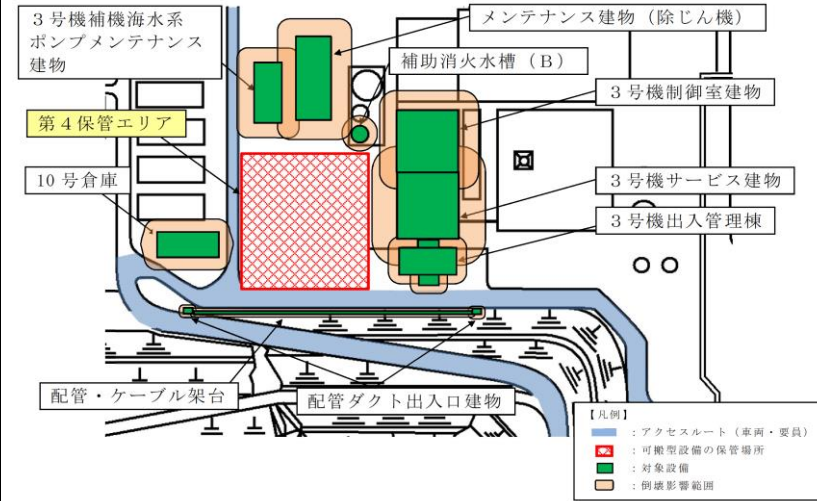 ３号機補機海水系
ポンプメンテナンス
建物
メンテナンス建物（除じん機）
補助消火水槽（B）
３号機制御室建物
第４保管エリア
10 号倉庫
３号機サービス建物
３号機出入管理棟
配管・ケーブル架台
配管ダクト出入口建物
【凡例】
：アクセスルート（車両・要員）
：可搬型設備の保管場所
：対象設備
：倒壊影響範囲